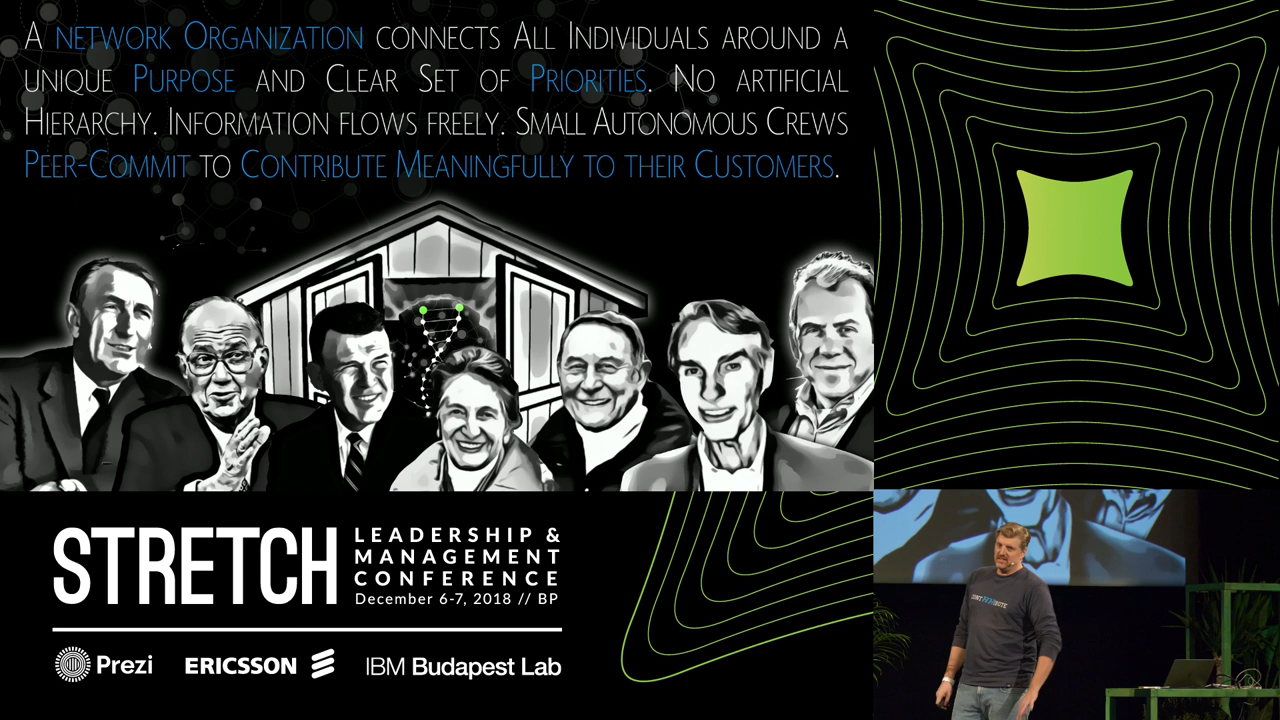 A NETWORK ORGANIZATION CONNECTS ALL INDIVIDUALS AROUND A
UNIQUE PURPOSE AND CLEAR SET OF PRIORITIES. NO ARTIFICIAL
HIERARCHY. INFORMATION FLOWS FREELY. SMALL AUTONOMOUS CREWS
PEER-COMMIT TO CONTRIBUTE MEANINGFULLY TO THEIR CUSTOMERS.
STRETCH
LEADERSHIP &
MANAGEMENT
CONFERENCE
December 6-7, 2018 // BP
Prezi
ERICSSON
IBM Budapest Lab